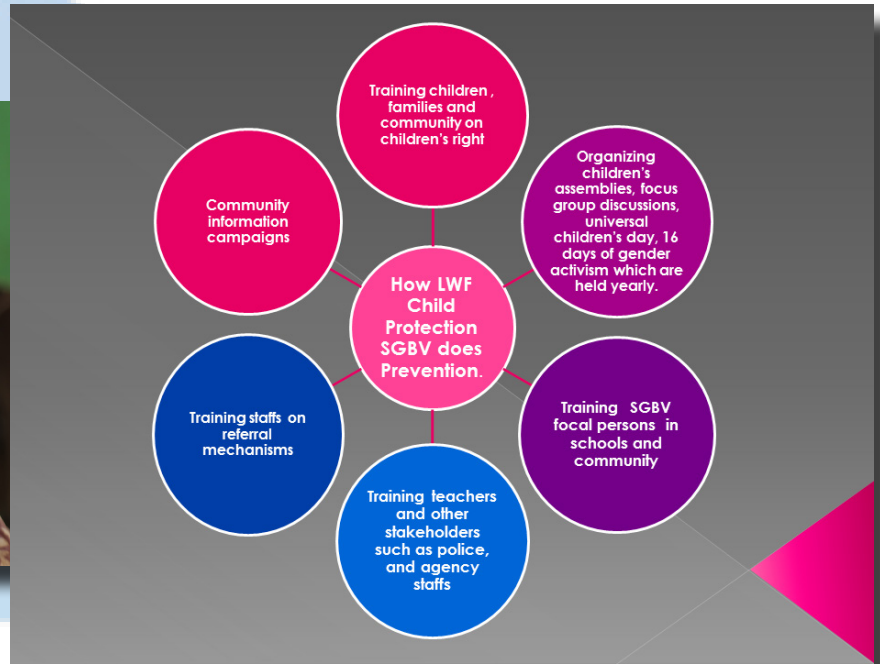 Training children ,
families and
community on
children's right
Organizing
children's
assemblies, focus
group discussions,
universal
children's day, 16
days of gender
activism which are
held yearly.
Community
information
campaigns
How LWF
Child
Protection
SGBV does
Prevention.
Training SGBV
focal persons in
schools and
community
Training staffs on
referral
mechanisms
Training teachers
and other
stakeholders
such as police,
and agency
staffs